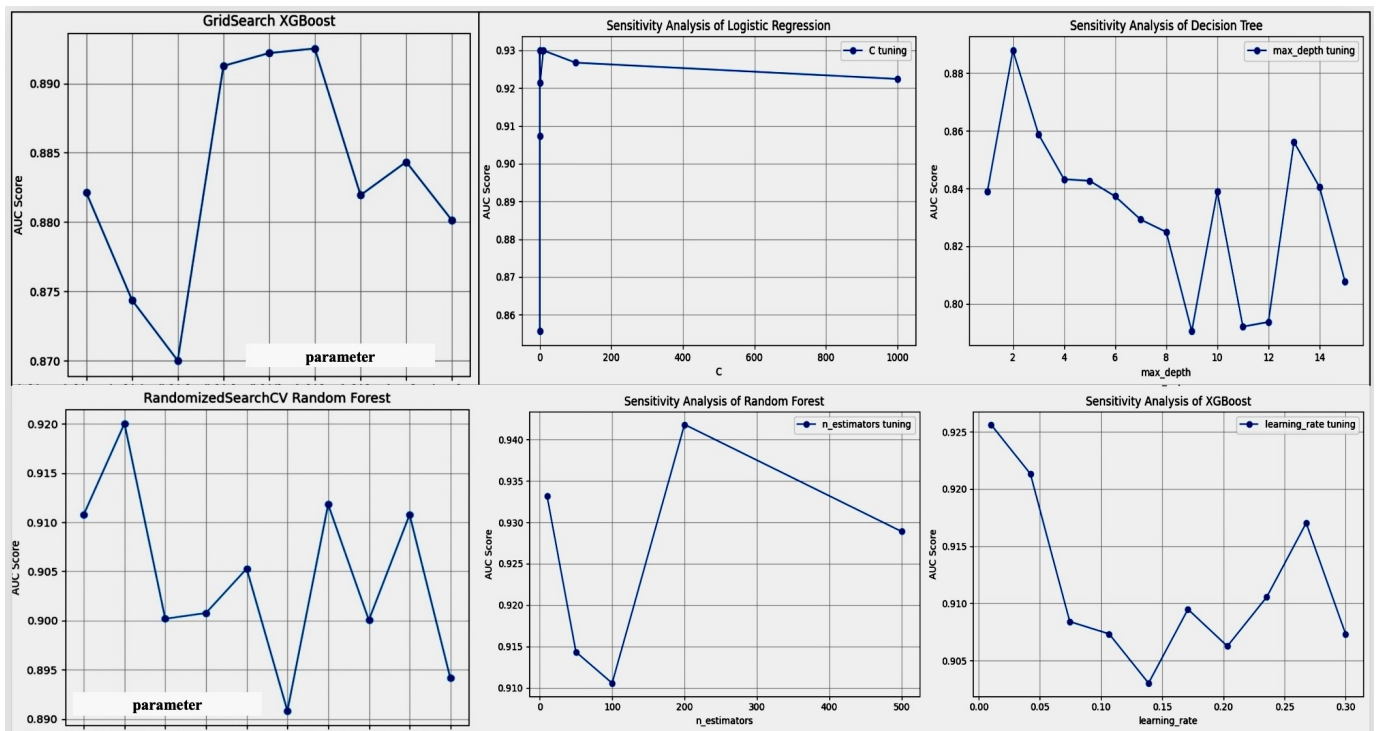 GridSearch XGBoost
AUC Score
0.890
0.885
0.880
0.875
0.870
parameter
Sensitivity Analysis of Logistic Regression
C tuning
AUC Score
0.93
0.92
0.91
0.90
0.89
0.88
0.87
0.86
0 200 400 600 800 1000
C
Sensitivity Analysis of Decision Tree
max_depth tuning
AUC Score
0.88
0.86
0.84
0.82
0.80
2 4 6 8 10 12 14
max_depth
RandomizedSearchCV Random Forest
AUC Score
0.920
0.915
0.910
0.905
0.900
0.895
0.890
parameter
Sensitivity Analysis of Random Forest
n_estimators tuning
AUC Score
0.940
0.935
0.930
0.925
0.920
0.915
0.910
0 100 200 300 400 500
n_estimators
Sensitivity Analysis of XGBoost
learning_rate tuning
AUC Score
0.925
0.920
0.915
0.910
0.905
0.00 0.05 0.10 0.15 0.20 0.25 0.30
learning_rate